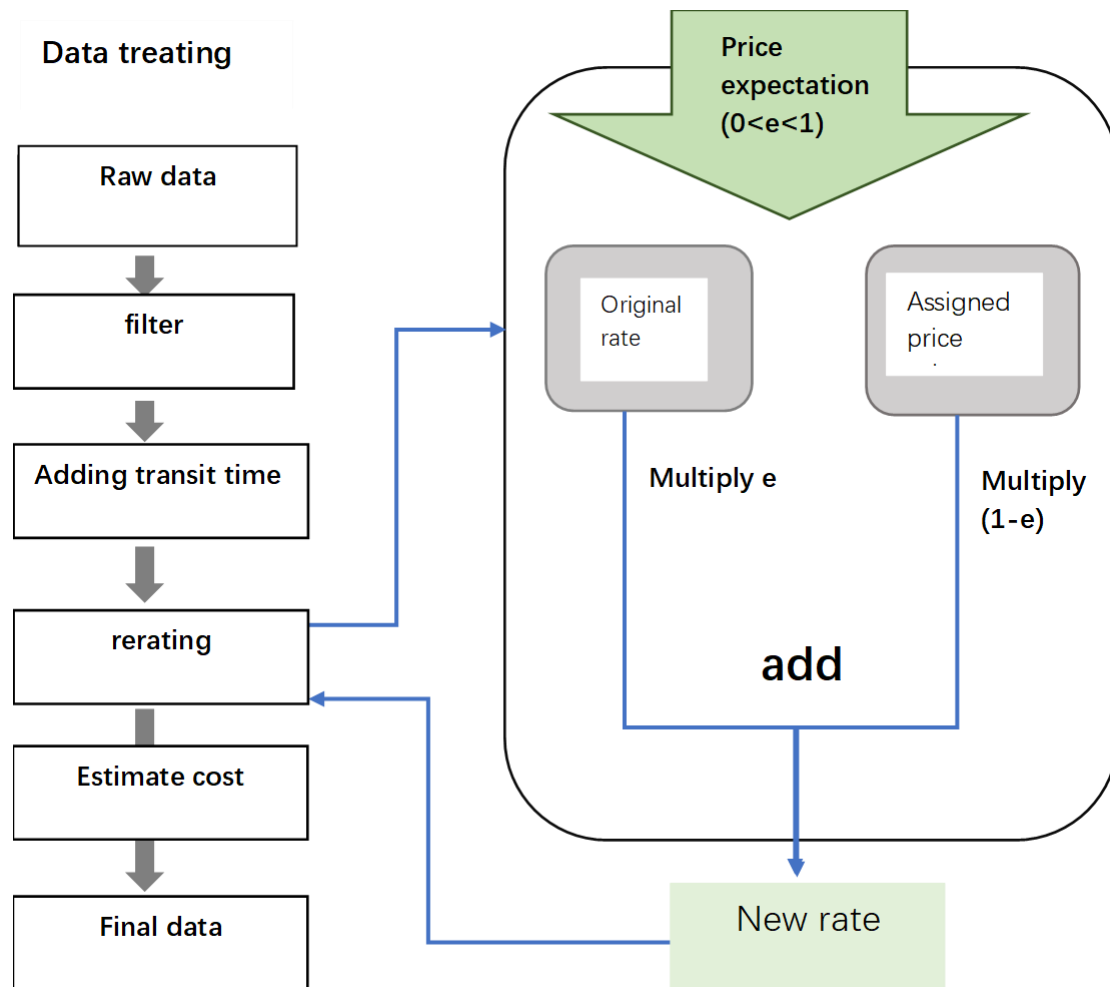 Data treating
Raw data
filter
Adding transit time
rerating
Estimate cost
Final data
Price
expectation
(0<e<1)
Original
rate
Assigned
price
Multiply e
Multiply
(1-e)
add
New rate